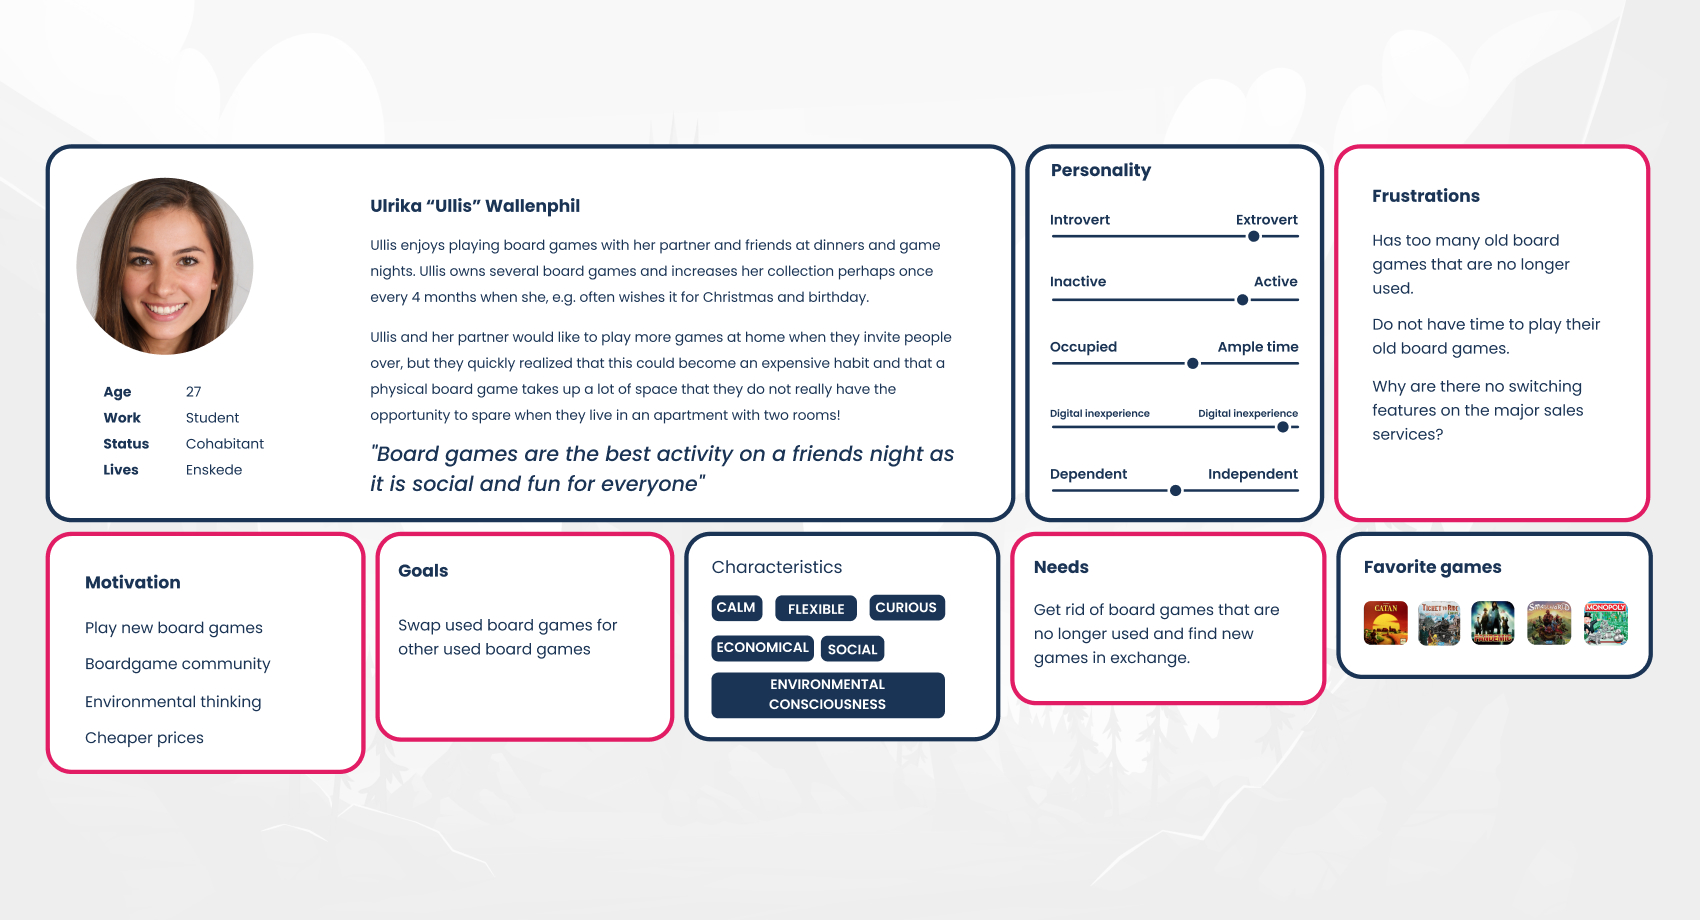 Ulrika “Ullis” Wallenphil
Ullis enjoys playing board games with her partner and friends at dinners and game
nights. Ullis owns several board games and increases her collection perhaps once
every 4 months when she, e.g. often wishes it for Christmas and birthday.
Ullis and her partner would like to play more games at home when they invite people
over, but they quickly realized that this could become an expensive habit and that a
physical board game takes up a lot of space that they do not really have the
opportunity to spare when they live in an apartment with two rooms!
"Board games are the best activity on a friends night as
it is social and fun for everyone"
Age 27
Work Student
Status Cohabitant
Lives Enskede
Personality
Introvert Extrovert
Inactive Active
Occupied Ample time
Digital inexperience Digital inexperience
Dependent Independent
Frustrations
Has too many old board
games that are no longer
used.
Do not have time to play their
old board games.
Why are there no switching
features on the major sales
services?
Motivation
Play new board games
Boardgame community
Environmental thinking
Cheaper prices
Goals
Swap used board games for
other used board games
Characteristics
CALM FLEXIBLE CURIOUS
ECONOMICAL SOCIAL
ENVIRONMENTAL
CONSCIOUSNESS
Needs
Get rid of board games that are
no longer used and find new
games in exchange.
Favorite games
CATAN
TICKET TO RIDE
PANDEMIC
SMALLWORLD
MONOPOLY